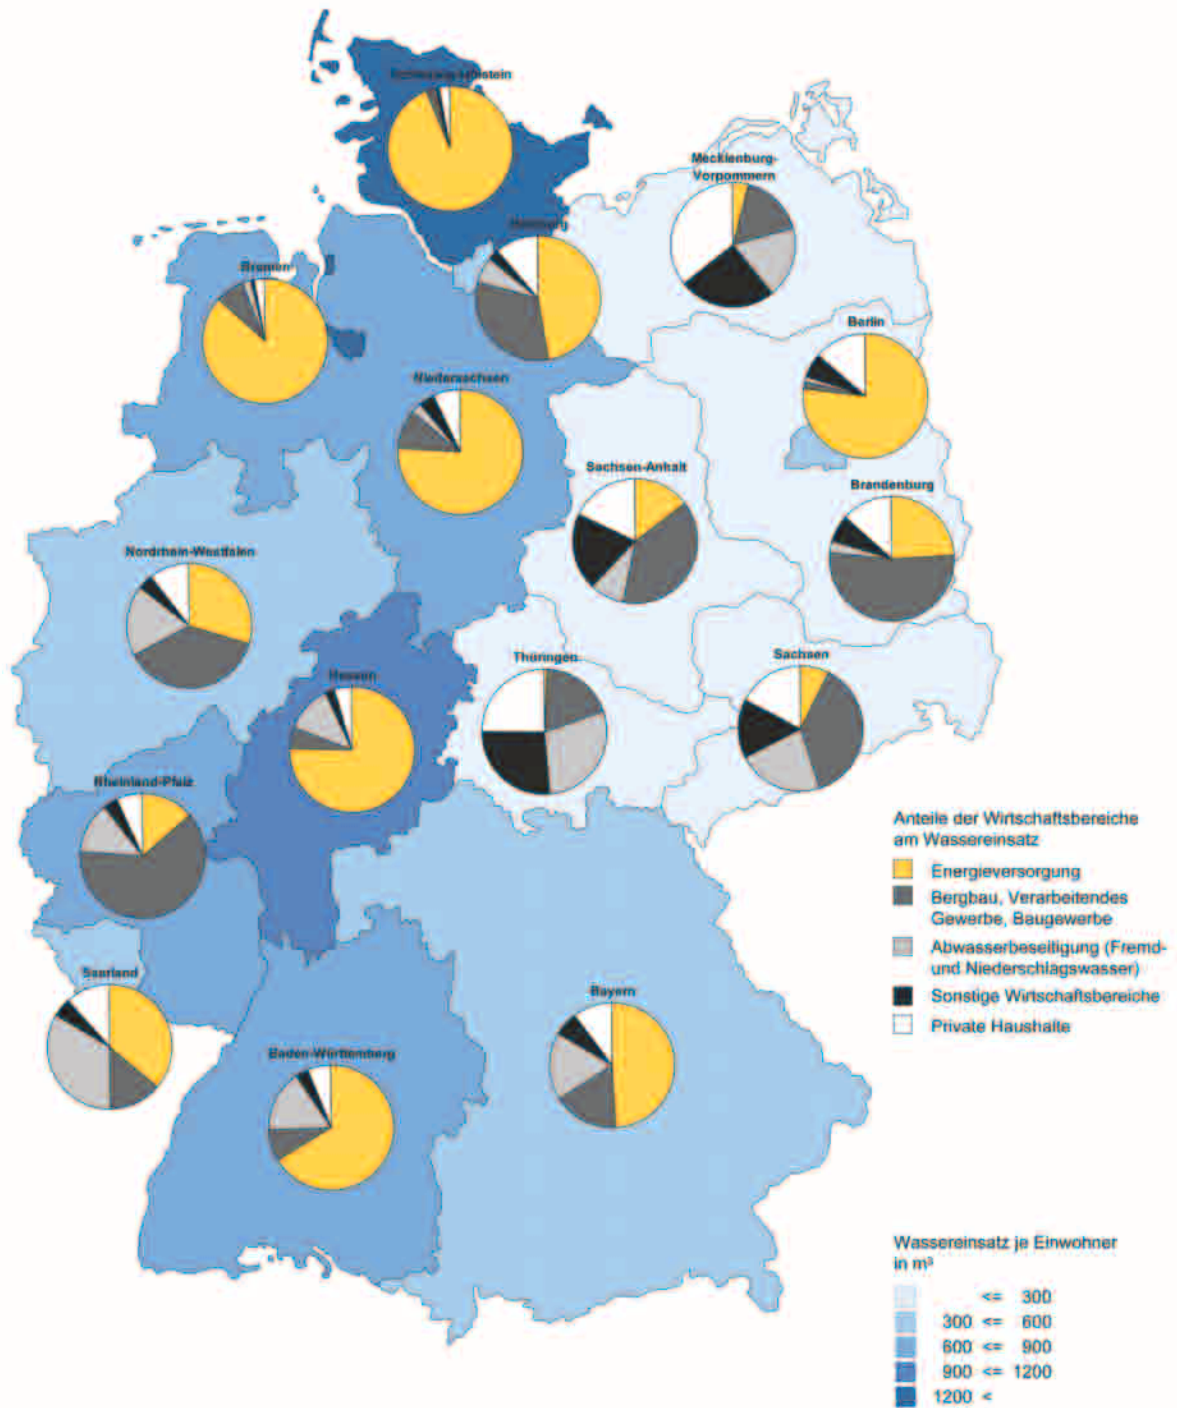 Schleswig-Holstein
Mecklenburg-
Vorpommern
Hamburg
Bremen
Berlin
Niedersachsen
Sachsen-Anhalt
Brandenburg
Nordrhein-Westfalen
Thüringen
Sachsen
Hessen
Rheinland-Pfalz
Saarland
Bayern
Baden-Württemberg
Anteile der Wirtschaftsbereiche
am Wassereinsatz
Energieversorgung
Bergbau, Verarbeitendes
Gewerbe, Baugewerbe
Abwasserbeseitigung (Fremd-
und Niederschlagswasser)
Sonstige Wirtschaftsbereiche
Private Haushalte
Wassereinsatz je Einwohner
in m³
<= 300
300 <= 600
600 <= 900
900 <= 1200
1200 <